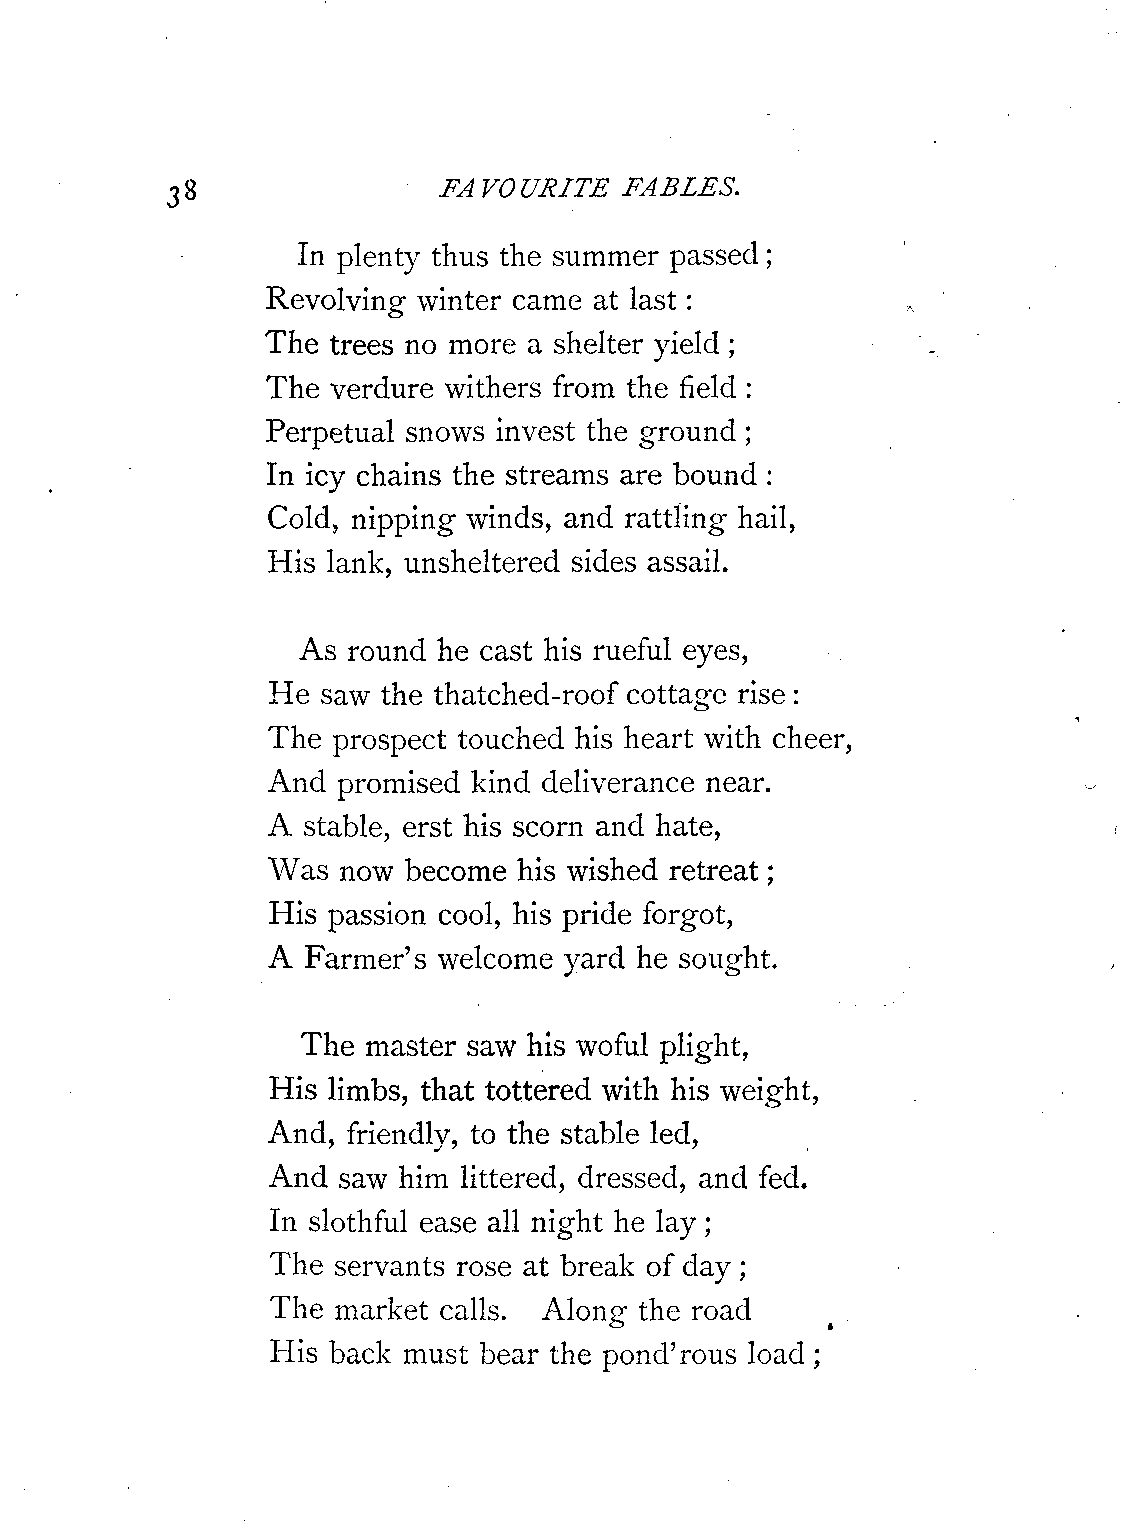 38 FAVOURITE FABLES.
In plenty thus the summer passed;
Revolving winter came at last:
The trees no more a shelter yield;
The verdure withers from the field:
Perpetual snows invest the ground;
In icy chains the streams are bound:
Cold, nipping winds, and rattling hail,
His lank, unsheltered sides assail.
As round he cast his rueful eyes,
He saw the thatched-roof cottage rise:
The prospect touched his heart with cheer,
And promised kind deliverance near.
A stable, erst his scorn and hate,
Was now become his wished retreat;
His passion cool, his pride forgot,
A Farmer's welcome yard he sought.
The master saw his woful plight,
His limbs, that tottered with his weight,
And, friendly, to the stable led,
And saw him littered, dressed, and fed.
In slothful ease all night he lay;
The servants rose at break of day;
The market calls. Along the road
His back must bear the pond'rous load;